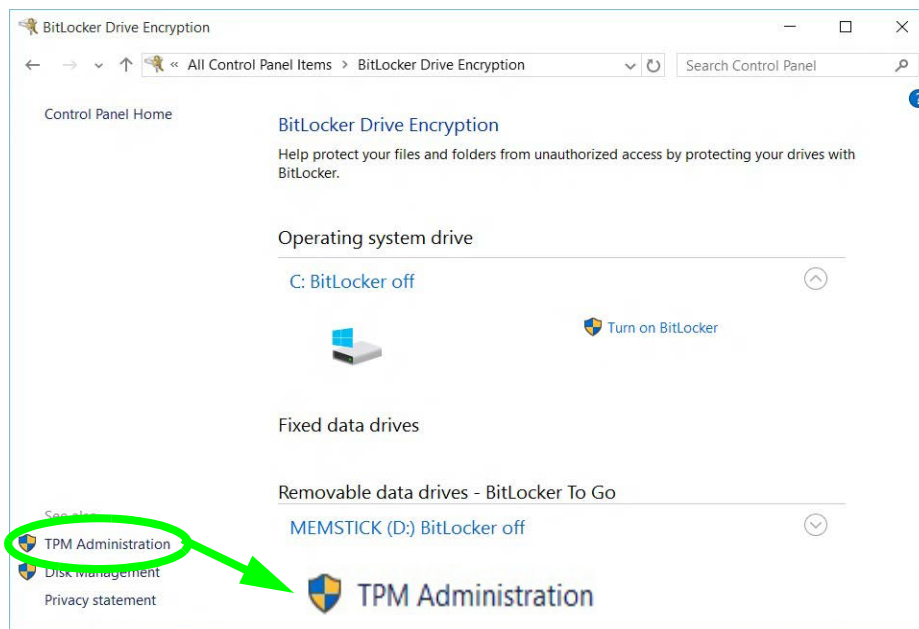 BitLocker Drive Encryption
« All Control Panel Items > BitLocker Drive Encryption
Search Control Panel
?
Control Panel Home
BitLocker Drive Encryption
Help protect your files and folders from unauthorized access by protecting your drives with
BitLocker.
Operating system drive
C: BitLocker off
Turn on BitLocker
Fixed data drives
Removable data drives - BitLocker To Go
MEMSTICK (D:) BitLocker off
See also
TPM Administration
Disk Management
Privacy statement
TPM Administration